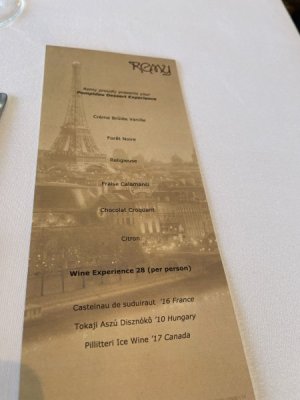 Remy
Remy proudly presents your
Pompidou Dessert Experience
Crème Brûlée Vanille
Forêt Noire
Religieuse
Fraise Calamansi
Chocolat Croquant
Citron
Wine Experience 28 (per person)
Castelnau de suduiraut '16 France
Tokaji Aszú Disznókö '10 Hungary
Pillitteri Ice Wine '17 Canada